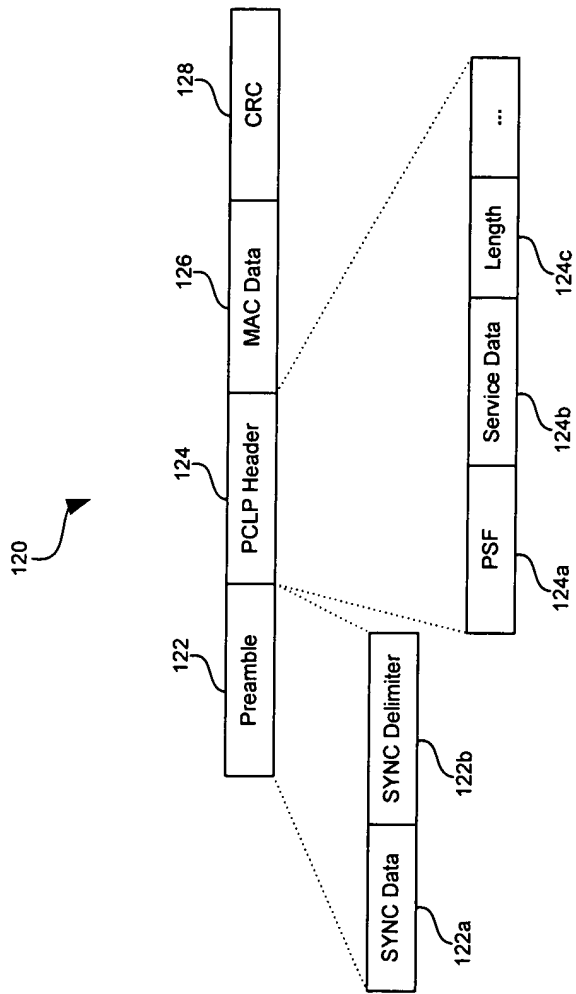 120
122
124
126
128
Preamble
PCLP Header
MAC Data
CRC
SYNC Data
SYNC Delimiter
122a
122b
PSF
Service Data
Length
...
124a
124b
124c